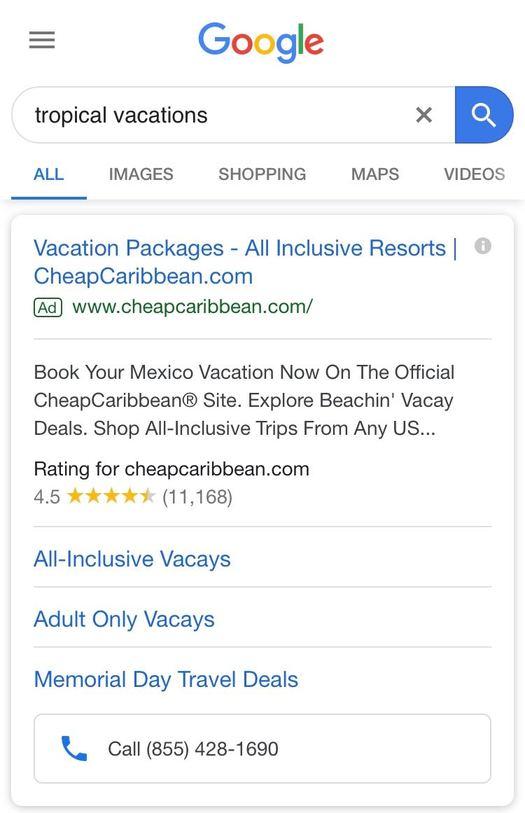 Google
tropical vacations
ALL IMAGES SHOPPING MAPS VIDEOS
Vacation Packages - All Inclusive Resorts |
CheapCaribbean.com
Ad www.cheapcaribbean.com/
Book Your Mexico Vacation Now On The Official
CheapCaribbean® Site. Explore Beachin' Vacay
Deals. Shop All-Inclusive Trips From Any US...
Rating for cheapcaribbean.com
4.5 ★★★★★ (11,168)
All-Inclusive Vacays
Adult Only Vacays
Memorial Day Travel Deals
Call (855) 428-1690